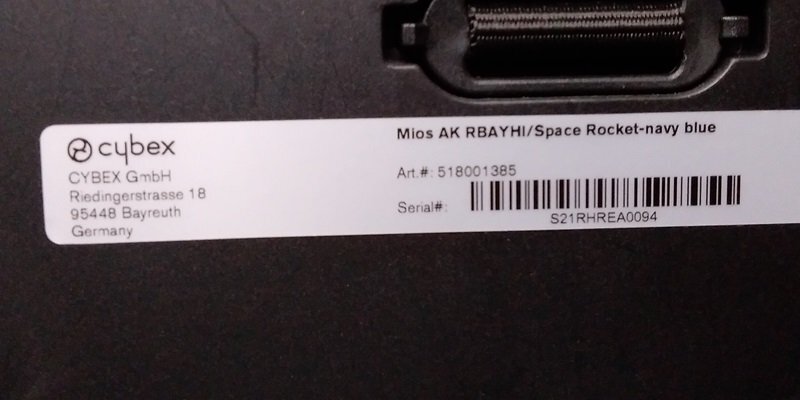 cybex
CYBEX GmbH
Riedingerstrasse 18
95448 Bayreuth
Germany
Mios AK RBAYHI/Space Rocket-navy blue
Art.#: 518001385
Serial#:
S21RHREA0094